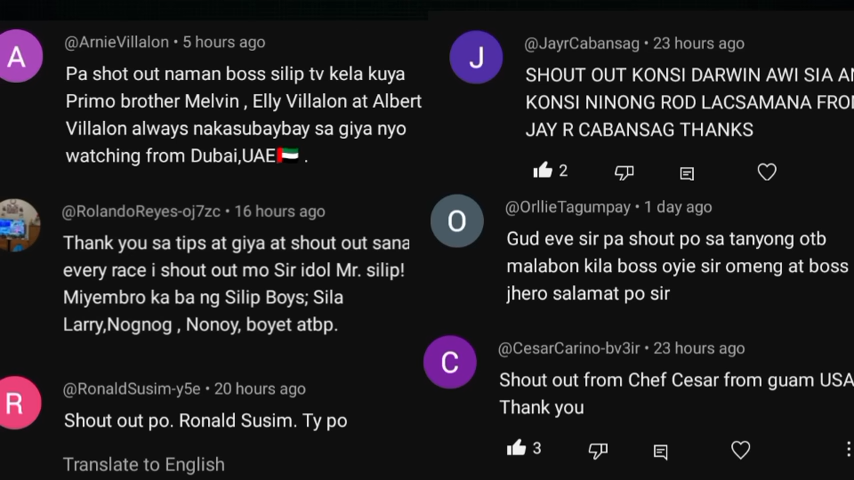 @ArnieVillalon • 5 hours ago
Pa shot out naman boss silip tv kela kuya
Primo brother Melvin , Elly Villalon at Albert
Villalon always nakasubaybay sa giya nyo
watching from Dubai,UAE🇦🇪 .
@RolandoReyes-oj7zc • 16 hours ago
Thank you sa tips at giya at shout out sana
every race i shout out mo Sir idol Mr. silip!
Miyembro ka ba ng Silip Boys; Sila
Larry,Nognog , Nonoy, boyet atbp.
@RonaldSusim-y5e • 20 hours ago
Shout out po. Ronald Susim. Ty po
Translate to English
@JayrCabansag • 23 hours ago
SHOUT OUT KONSI DARWIN AWI SIA
KONSI NINONG ROD LACSAMANA
JAY R CABANSAG THANKS
2
@OrllieTagumpay • 1 day ago
Gud eve sir pa shout po sa tanyong otb
malabon kila boss oyie sir omeng at boss
jhero salamat po sir
@CesarCarino-bv3ir • 23 hours ago
Shout out from Chef Cesar from guam USA
Thank you
3
A
R
J
O
C